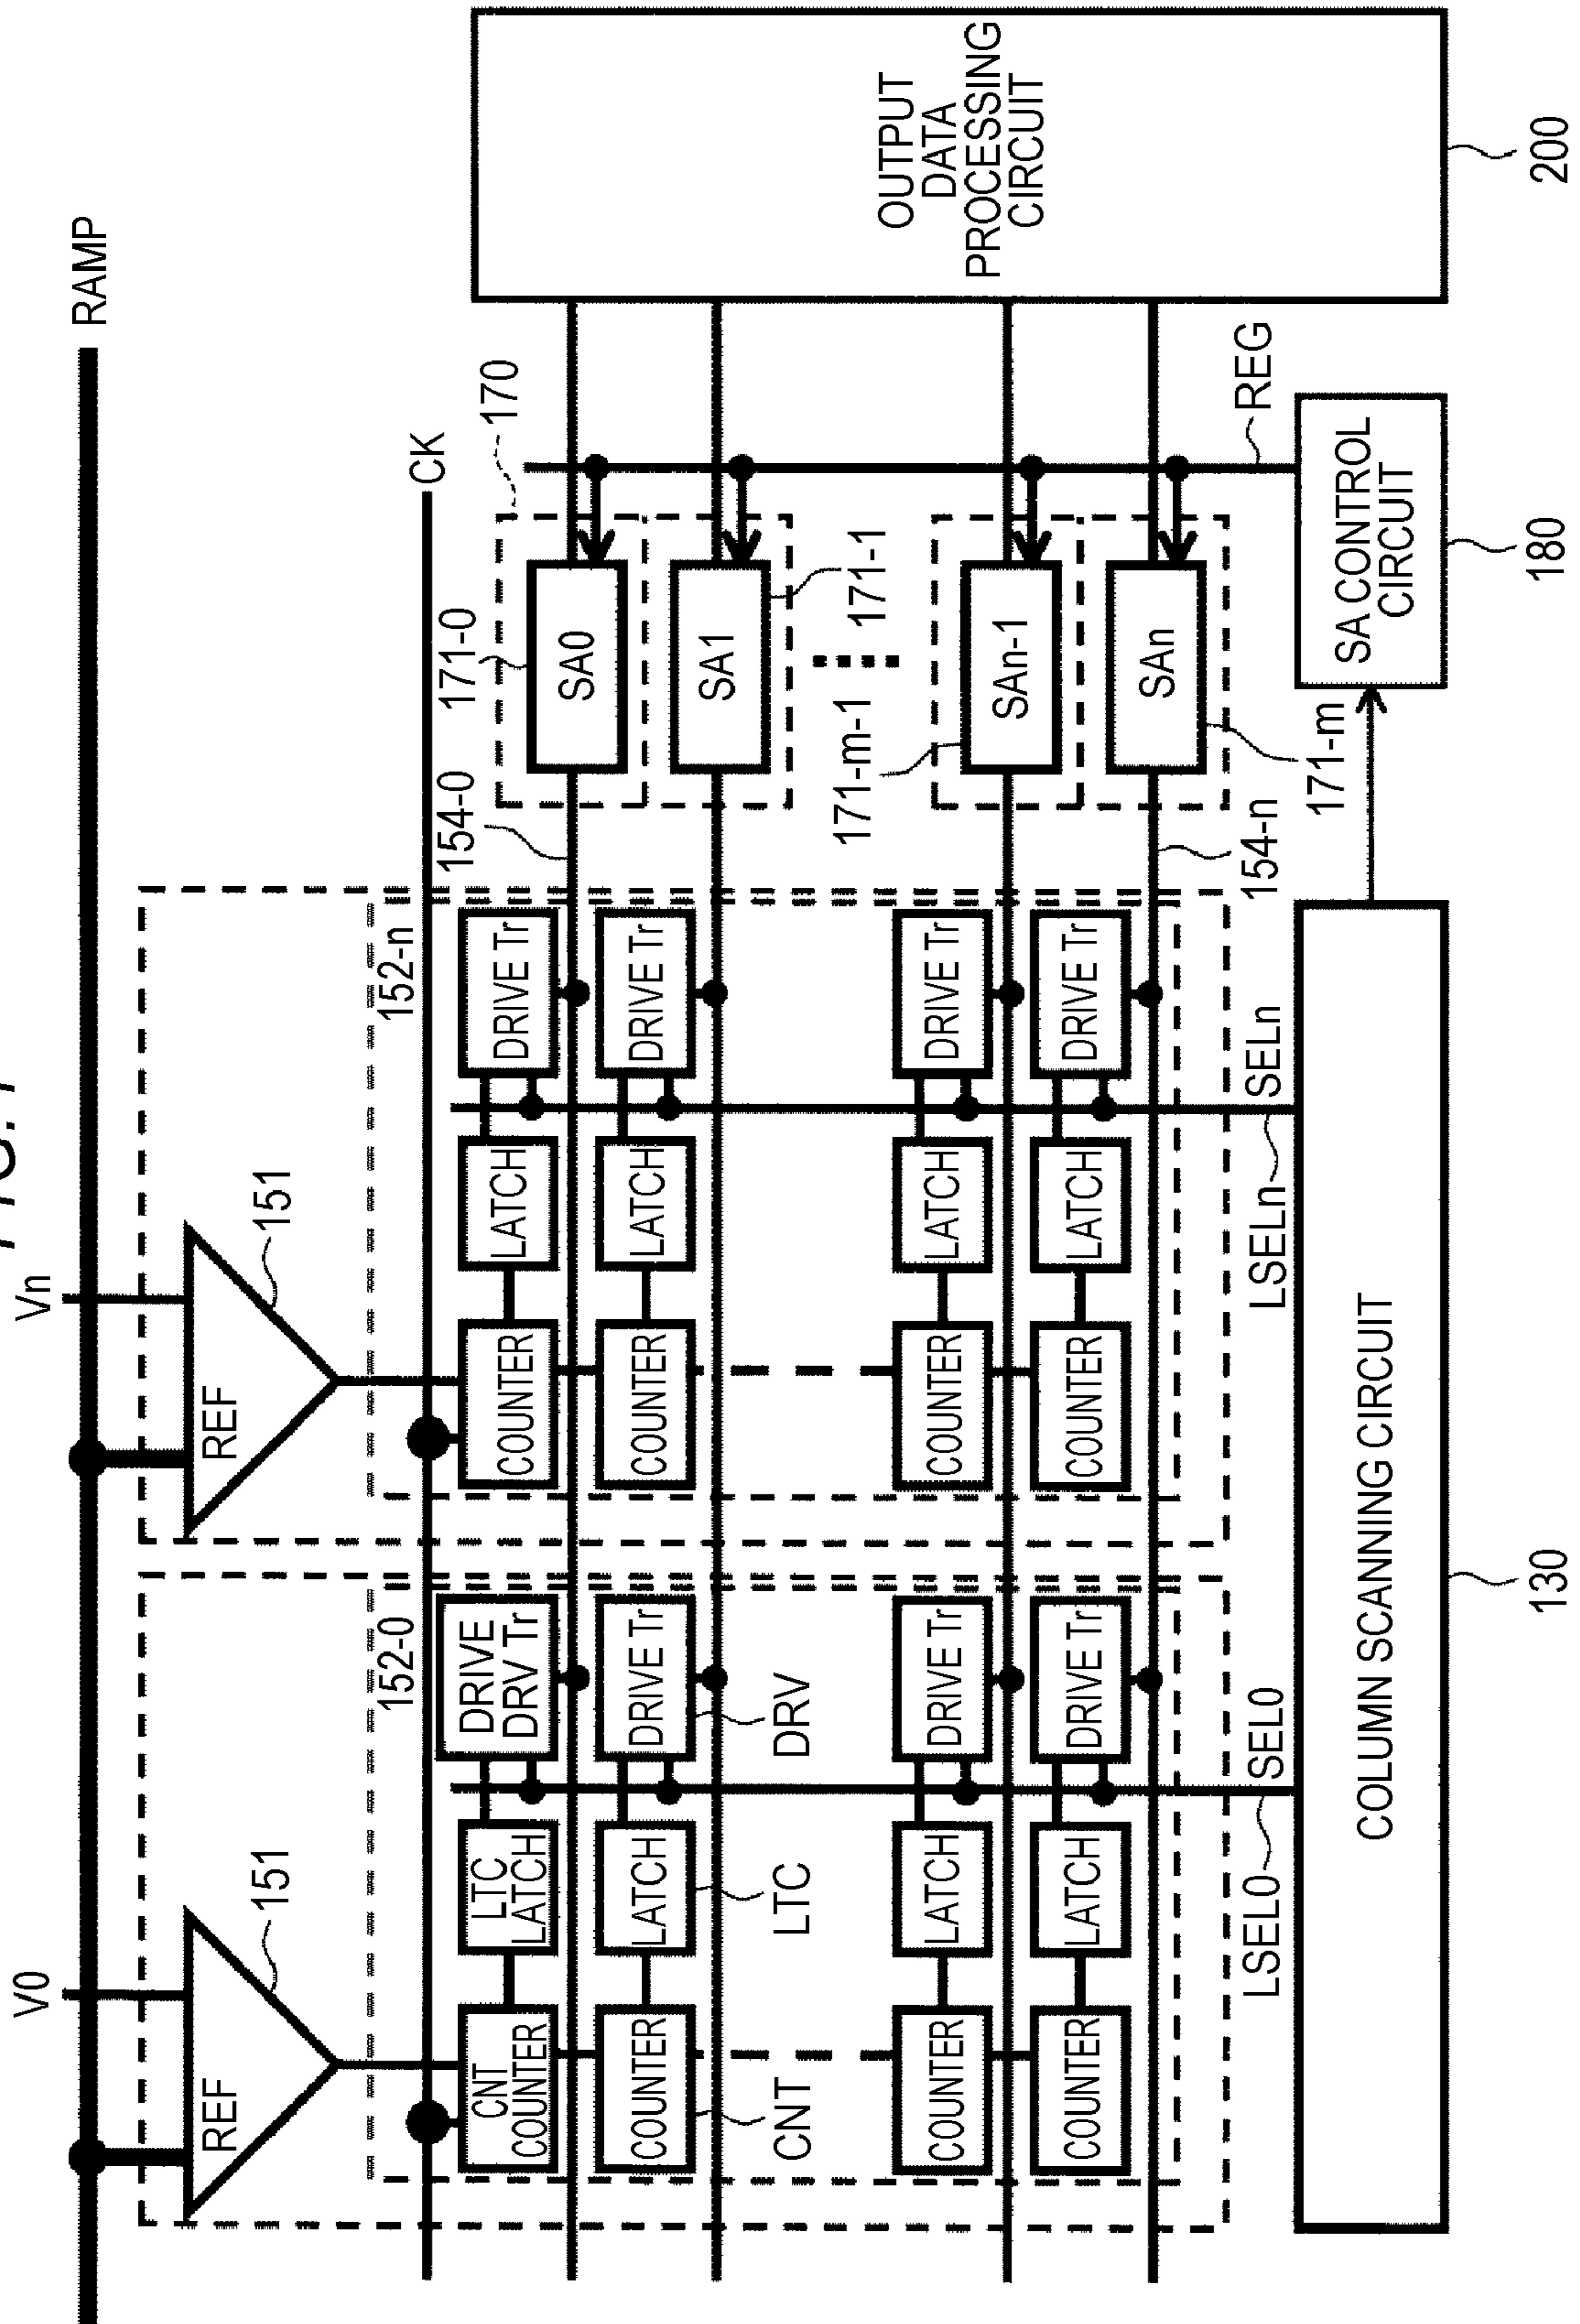 V0
Vn
RAMP
REF
151
REF
151
152-0
152-n
CK
CNT
COUNTER
LTC
LATCH
DRIVE
DRV Tr
COUNTER
LATCH
DRIVE Tr
154-0
171-0
170
SA0
COUNTER
LATCH
DRIVE Tr
COUNTER
LATCH
DRIVE Tr
SA1
CNT
LTC
DRV
171-m-1
171-1
OUTPUT
DATA
PROCESSING
CIRCUIT
COUNTER
LATCH
DRIVE Tr
COUNTER
LATCH
DRIVE Tr
SAn-1
COUNTER
LATCH
DRIVE Tr
COUNTER
LATCH
DRIVE Tr
SAn
LSEL0
SEL0
LSELn
SELn
154-n
171-m
REG
COLUMN SCANNING CIRCUIT
SA CONTROL
CIRCUIT
130
180
200